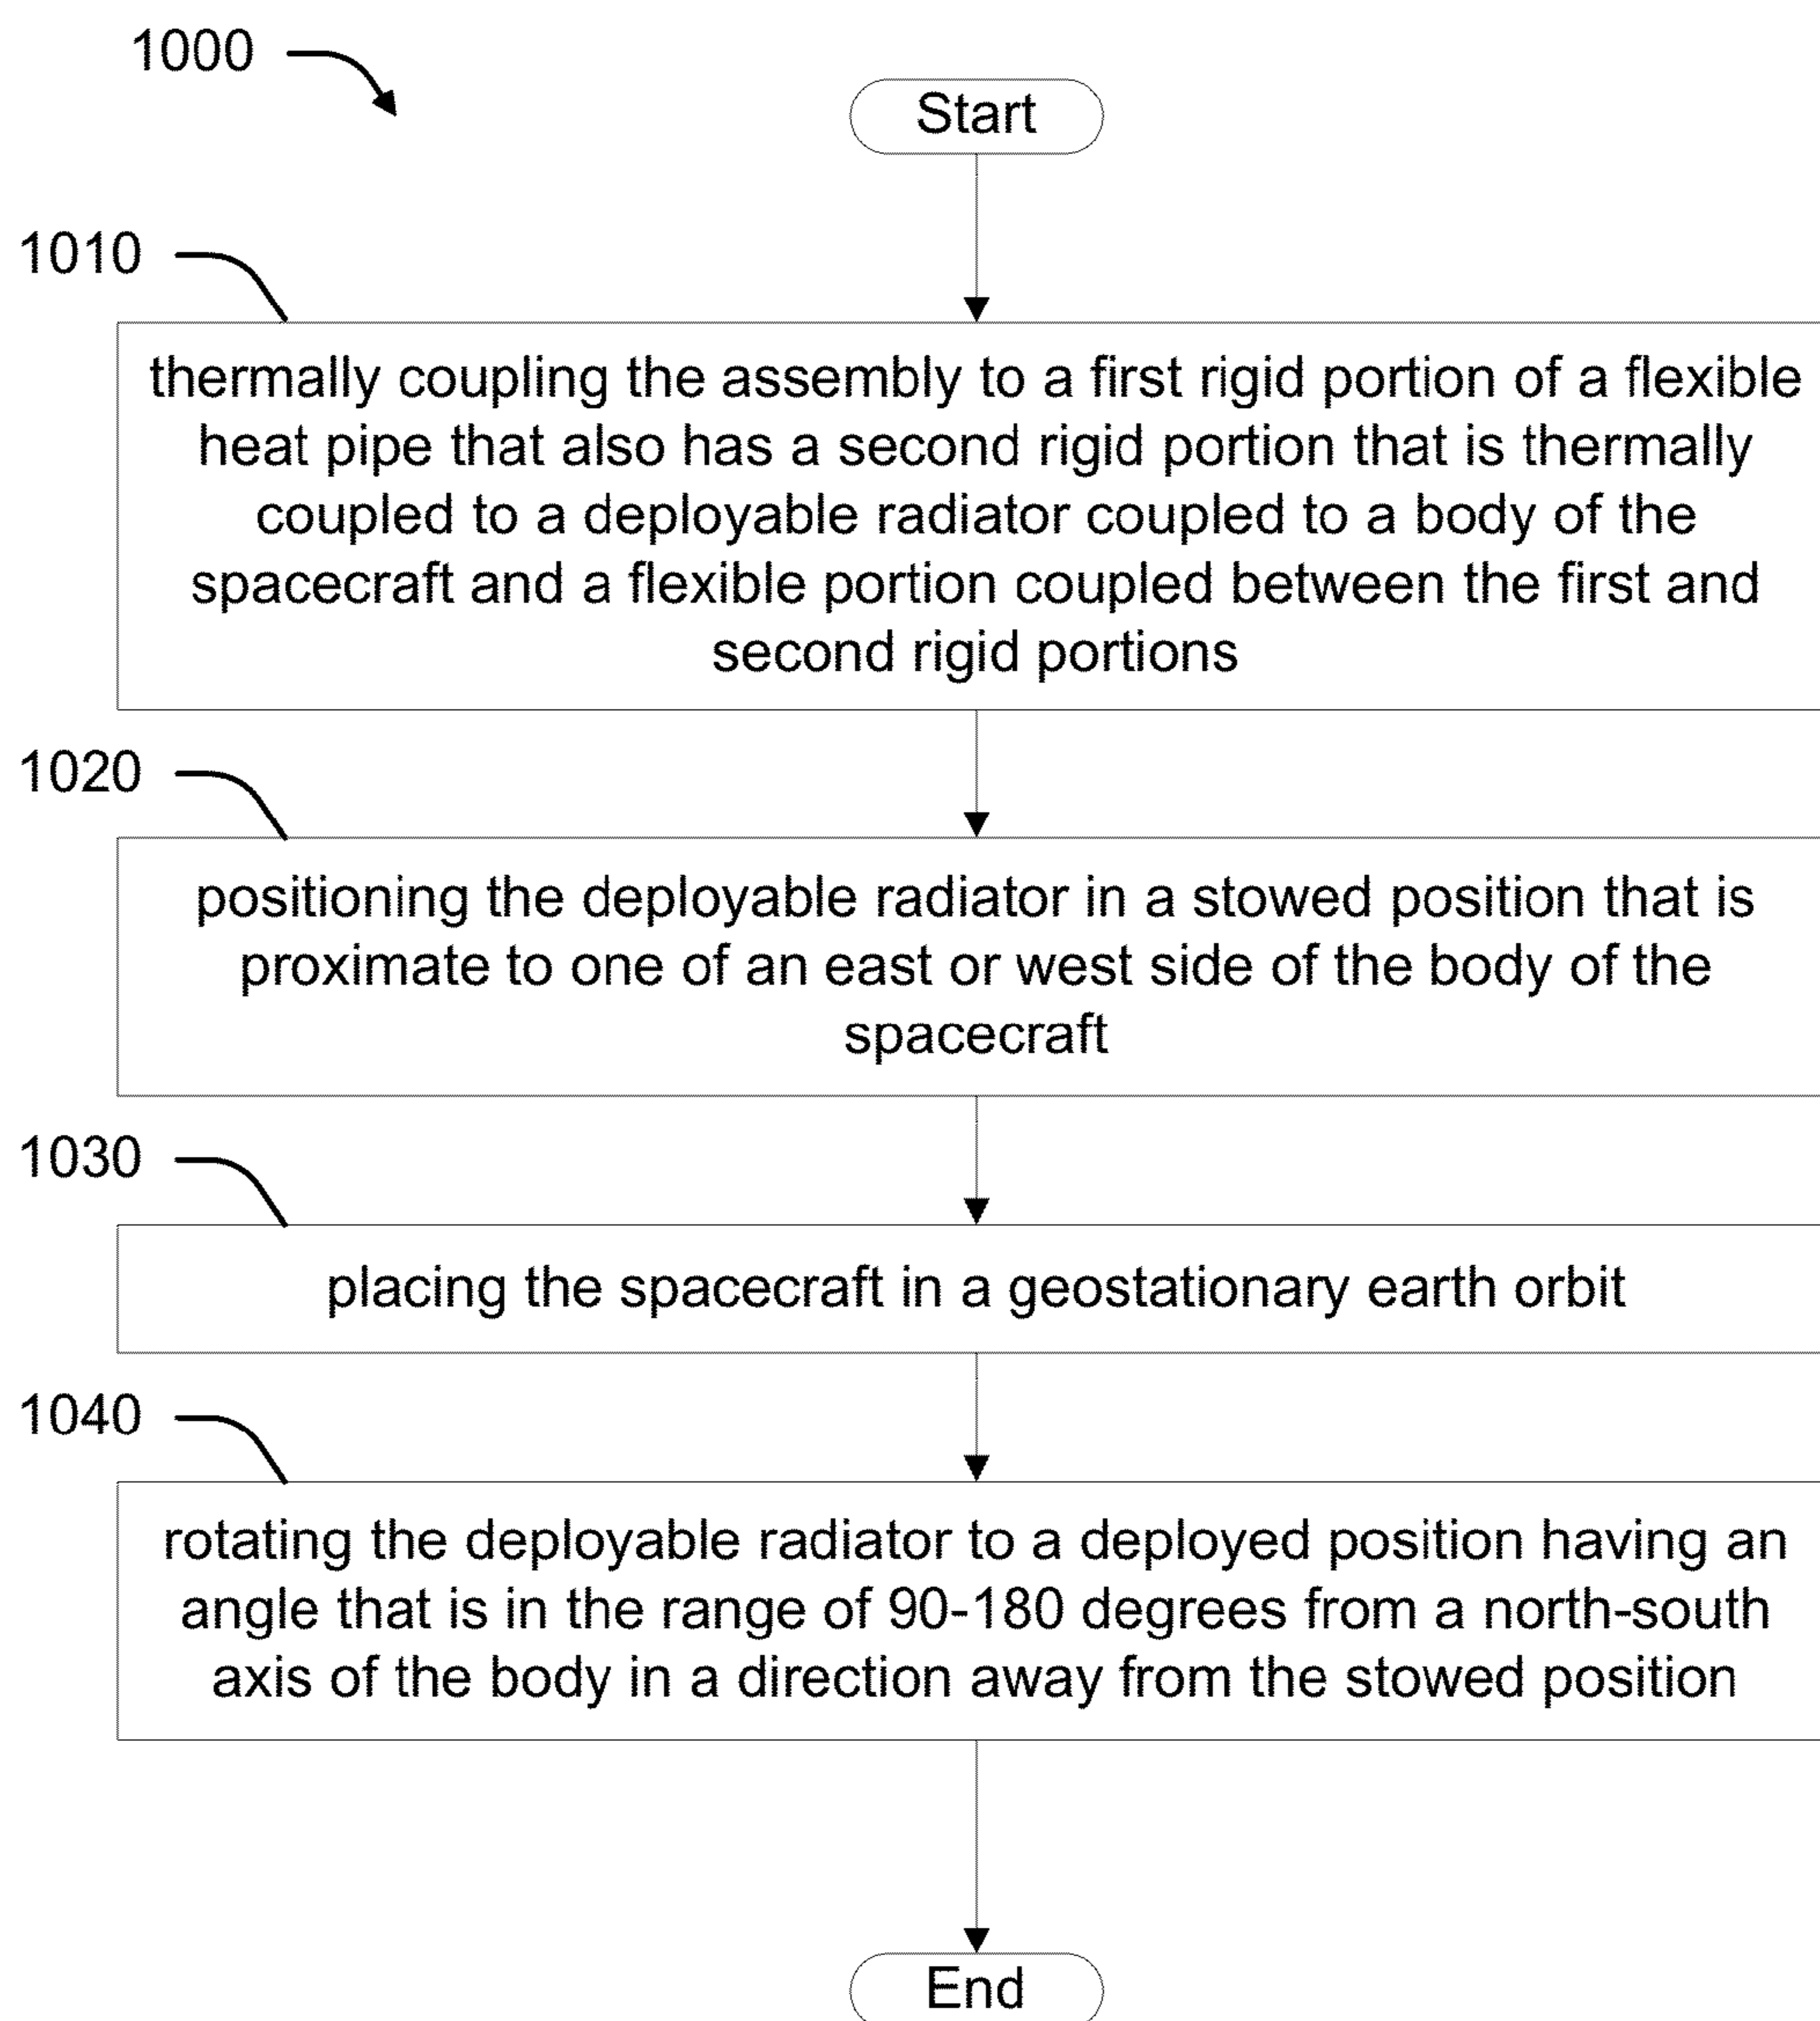 1000
Start
1010
thermally coupling the assembly to a first rigid portion of a flexible
heat pipe that also has a second rigid portion that is thermally
coupled to a deployable radiator coupled to a body of the
spacecraft and a flexible portion coupled between the first and
second rigid portions
1020
positioning the deployable radiator in a stowed position that is
proximate to one of an east or west side of the body of the
spacecraft
1030
placing the spacecraft in a geostationary earth orbit
1040
rotating the deployable radiator to a deployed position having an
angle that is in the range of 90-180 degrees from a north-south
axis of the body in a direction away from the stowed position
End